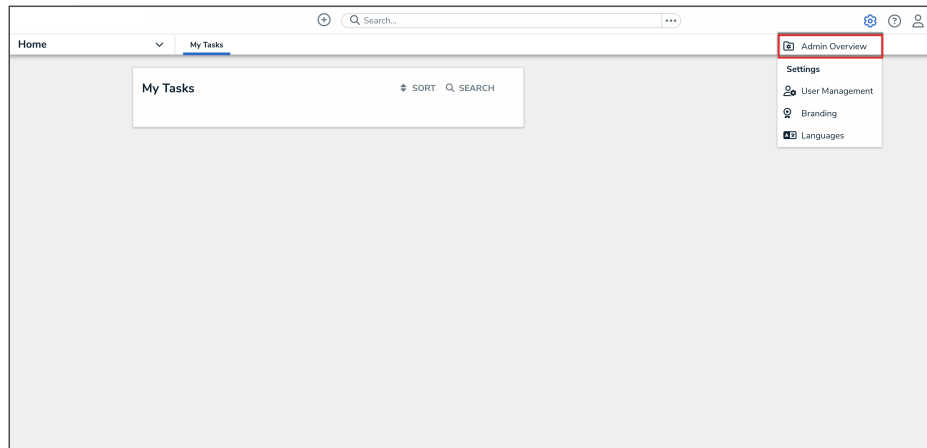 Search...
Home
My Tasks
Admin Overview
My Tasks
SORT
SEARCH
Settings
User Management
Branding
Languages